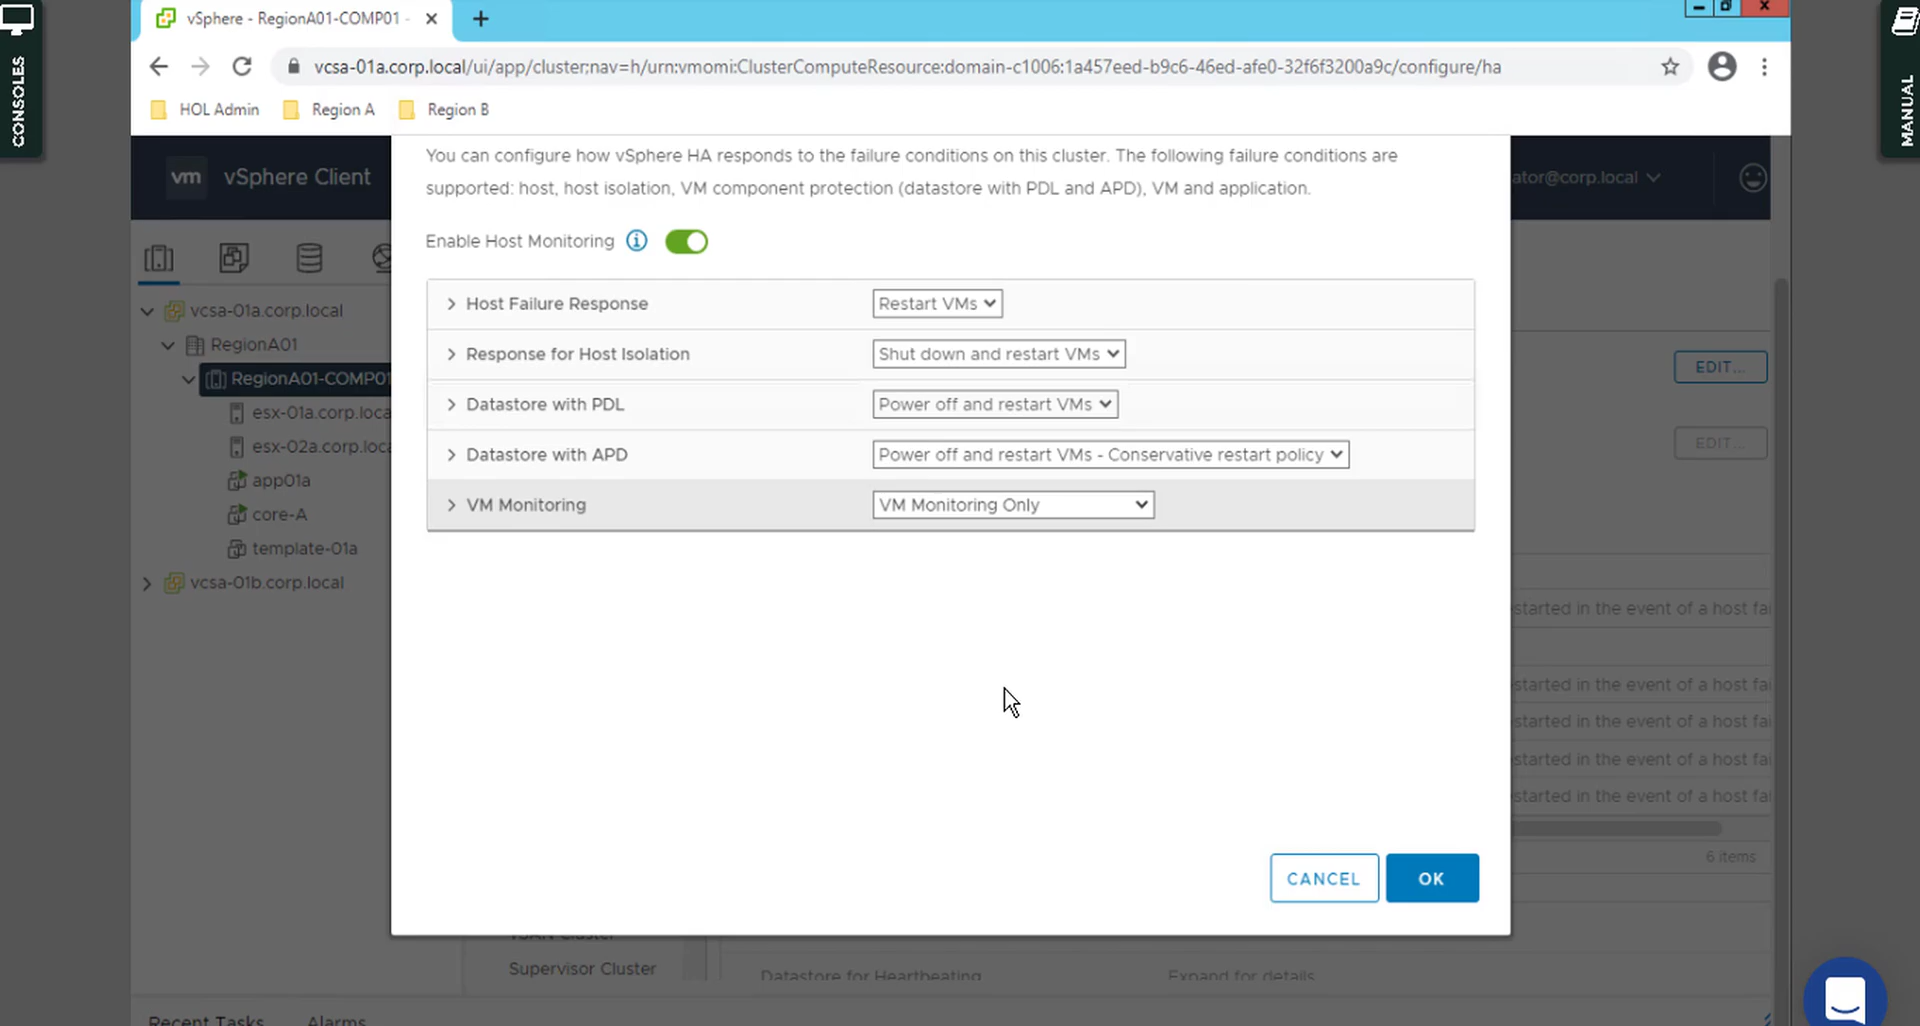 CONSOLES
MANUAL
vSphere - RegionA01-COMP01 -
vcsa-01a.corp.local/ui/app/cluster;nav=h/urn:vmomi:ClusterComputeResource:domain-c1006:1a457eed-b9c6-46ed-afe0-32f6f3200a9c/configure/ha
HOL Admin
Region A
Region B
vm
vSphere Client
ator@corp.local
You can configure how vSphere HA responds to the failure conditions on this cluster. The following failure conditions are
supported: host, host isolation, VM component protection (datastore with PDL and APD), VM and application.
Enable Host Monitoring
Host Failure Response
Restart VMs
Response for Host Isolation
Shut down and restart VMs
Datastore with PDL
Power off and restart VMs
Datastore with APD
Power off and restart VMs - Conservative restart policy
VM Monitoring
VM Monitoring Only
CANCEL
OK
vcsa-01a.corp.local
RegionA01
RegionA01-COMP01
esx-01a.corp.loca
esx-02a.corp.loca
app01a
core-A
template-01a
vcsa-01b.corp.local
EDIT...
EDIT...
started in the event of a host fai
started in the event of a host fai
started in the event of a host fai
started in the event of a host fai
started in the event of a host fa
6 items
vSAN Cluster
Supervisor Cluster
Datastore for Heartbeating
Expand for details
Recent Tasks
Alarms